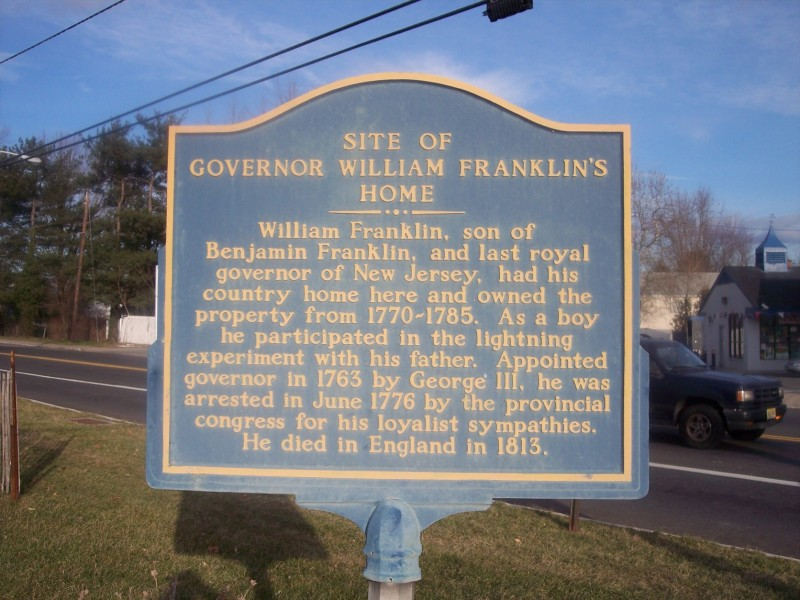 SITE OF
GOVERNOR WILLIAM FRANKLIN'S
HOME
William Franklin, son of
Benjamin Franklin, and last royal
governor of New Jersey, had his
country home here and owned the
property from 1770-1785. As a boy
he participated in the lightning
experiment with his father. Appointed
governor in 1763 by George III, he was
arrested in June 1776 by the provincial
congress for his loyalist sympathies.
He died in England in 1813.